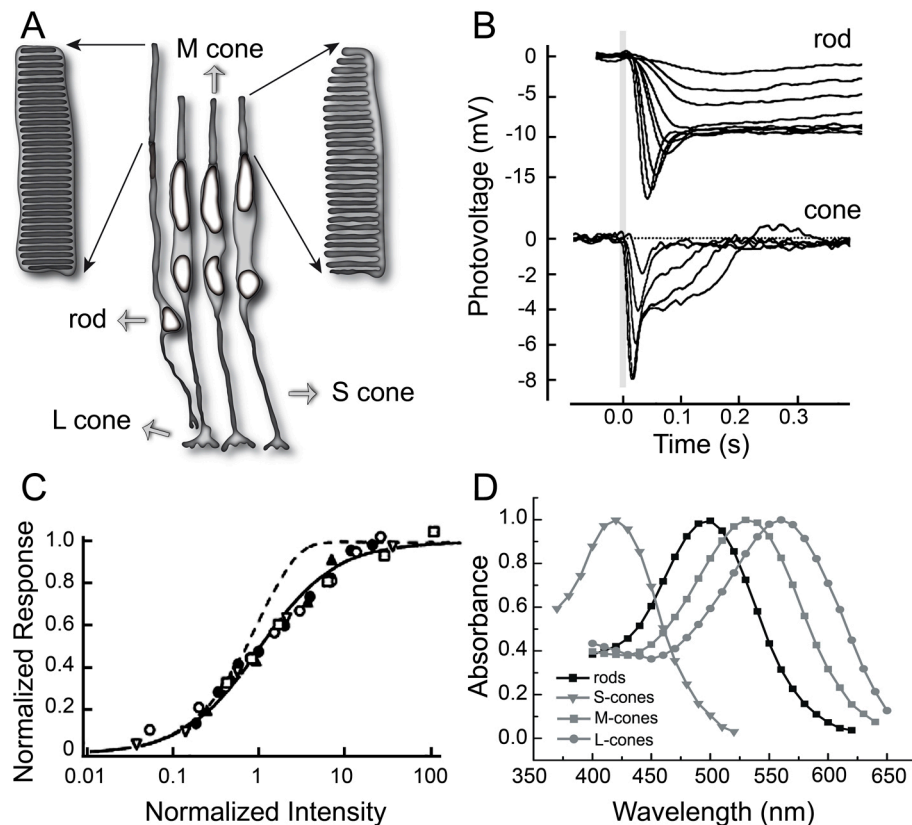 A
M cone
rod
L cone
S cone
B
rod
0
-5
-10
-15
cone
0
-2
-4
-6
-8
Photovoltage (mV)
0.0 0.1 0.2 0.3
Time (s)
C
Normalized Response
1.0
0.8
0.6
0.4
0.2
0
0.01 0.1 1 10 100
Normalized Intensity
D
Absorbance
1.0
0.8
0.6
0.4
0.2
0.0
rods
S-cones
M-cones
L-cones
350 400 450 500 550 600 650
Wavelength (nm)